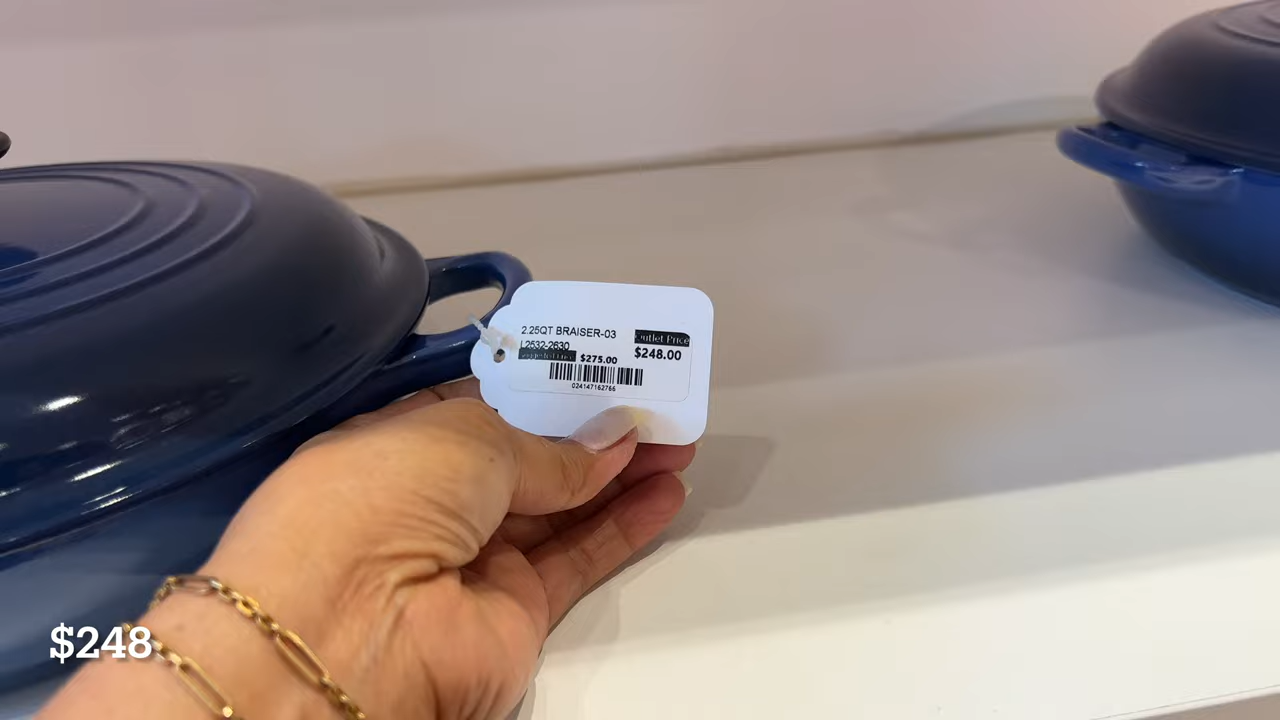 2.25QT BRAISER-03
L2532-2630
$275.00
Outlet Price
$248.00
024147162766
$248